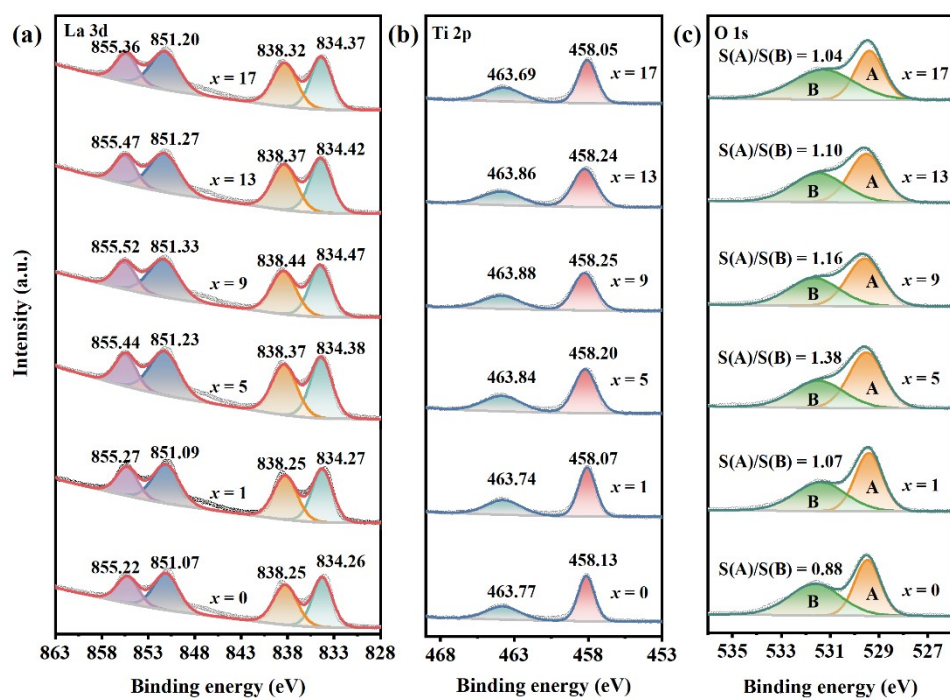 (a)
La 3d
855.36
851.20
838.32
834.37
x = 17
855.47
851.27
838.37
834.42
x = 13
855.52
851.33
838.44
834.47
x = 9
855.44
851.23
838.37
834.38
x = 5
855.27
851.09
838.25
834.27
x = 1
855.22
851.07
838.25
834.26
x = 0
863 858 853 848 843 838 833 828
Binding energy (eV)
Intensity (a.u.)
(b)
Ti 2p
463.69
458.05
x = 17
463.86
458.24
x = 13
463.88
458.25
x = 9
463.84
458.20
x = 5
463.74
458.07
x = 1
463.77
458.13
x = 0
468 463 458 453
Binding energy (eV)
(c)
O 1s
S(A)/S(B) = 1.04
B A
x = 17
S(A)/S(B) = 1.10
B A
x = 13
S(A)/S(B) = 1.16
B A
x = 9
S(A)/S(B) = 1.38
B A
x = 5
S(A)/S(B) = 1.07
B A
x = 1
S(A)/S(B) = 0.88
B A
x = 0
535 533 531 529 527
Binding energy (eV)